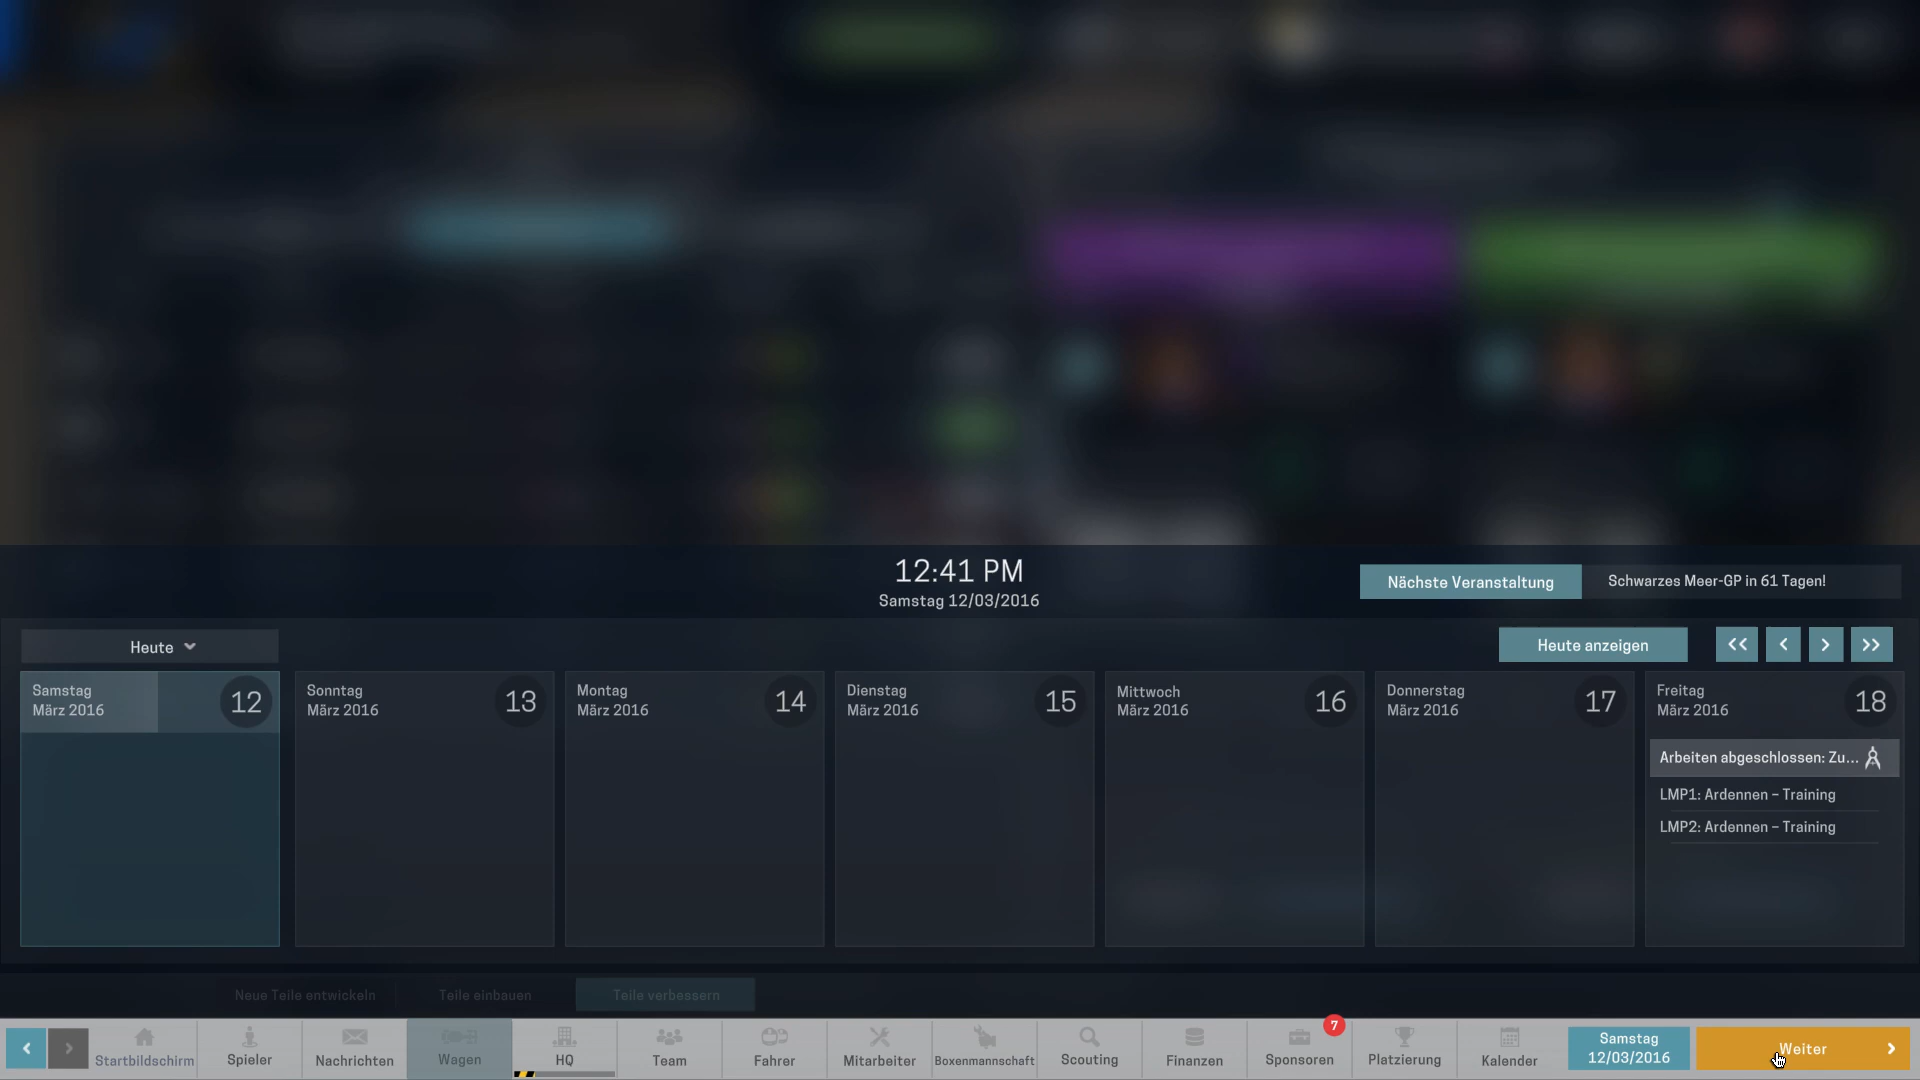 12:41 PM
Samstag 12/03/2016
Nächste Veranstaltung
Schwarzes Meer-GP in 61 Tagen!
Heute
Heute anzeigen
Samstag
März 2016
12
Sonntag
März 2016
13
Montag
März 2016
14
Dienstag
März 2016
15
Mittwoch
März 2016
16
Donnerstag
März 2016
17
Freitag
März 2016
18
Arbeiten abgeschlossen: Zu...
LMP1: Ardennen – Training
LMP2: Ardennen – Training
Neue Teile entwickeln
Teile einbauen
Teile verbessern
Startbildschirm
Spieler
Nachrichten
Wagen
HQ
Team
Fahrer
Mitarbeiter
Boxenmannschaft
Scouting
Finanzen
7
Sponsoren
Platzierung
Kalender
Samstag
12/03/2016
Weiter